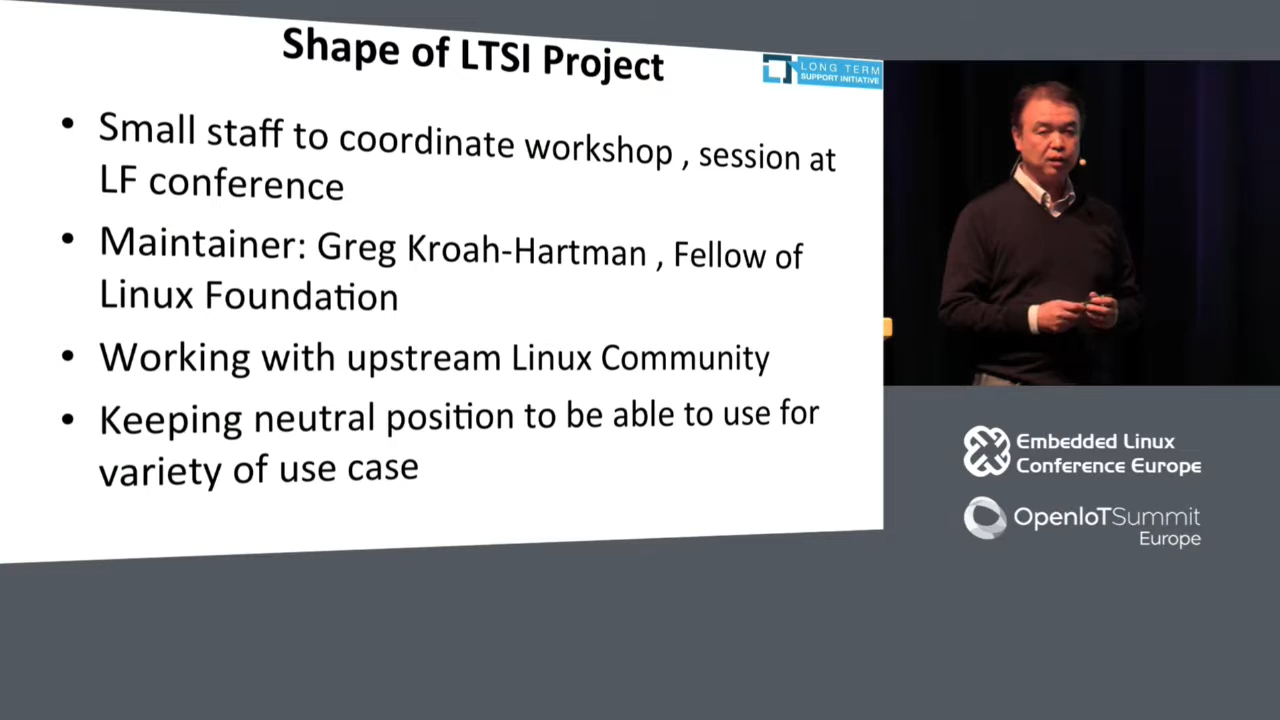 Shape of LTSI Project
LONG TERM
SUPPORT INITIATIVE
• Small staff to coordinate workshop , session at
LF conference
• Maintainer: Greg Kroah-Hartman , Fellow of
Linux Foundation
• Working with upstream Linux Community
• Keeping neutral position to be able to use for
variety of use case
Embedded Linux
Conference Europe
OpenIoTSummit
Europe